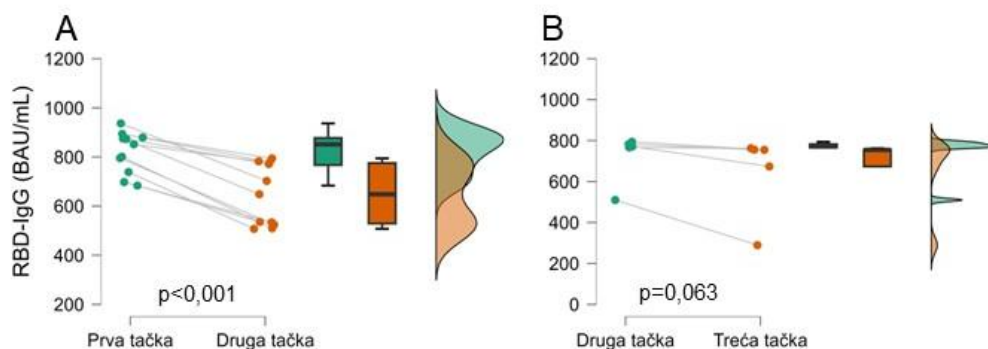 A
RBD-IgG (BAU/mL)
1200
1000
800
600
400
200
p<0,001
Prva tačka Druga tačka
B
1200
1000
800
600
400
200
0
p=0,063
Druga tačka Treća tačka